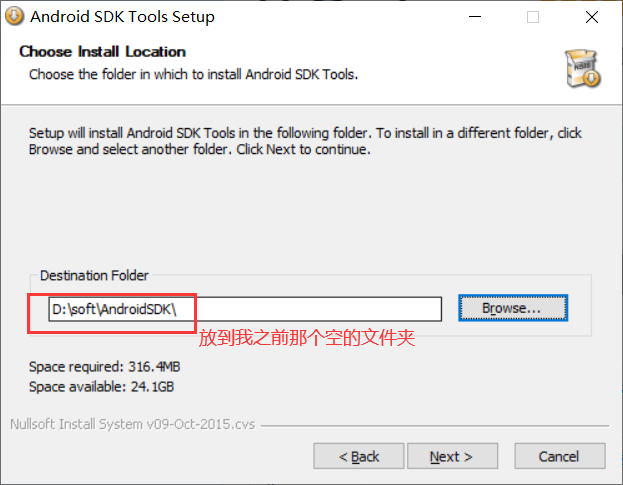 Android SDK Tools Setup
Choose Install Location
Choose the folder in which to install Android SDK Tools.
NSIS
Setup will install Android SDK Tools in the following folder. To install in a different folder, click
Browse and select another folder. Click Next to continue.
Destination Folder
D:\soft\AndroidSDK\
Browse...
放到我之前那个空的文件夹
Space required: 316.4MB
Space available: 24.1GB
Nullsoft Install System v09-Oct-2015.cvs
< Back
Next >
Cancel